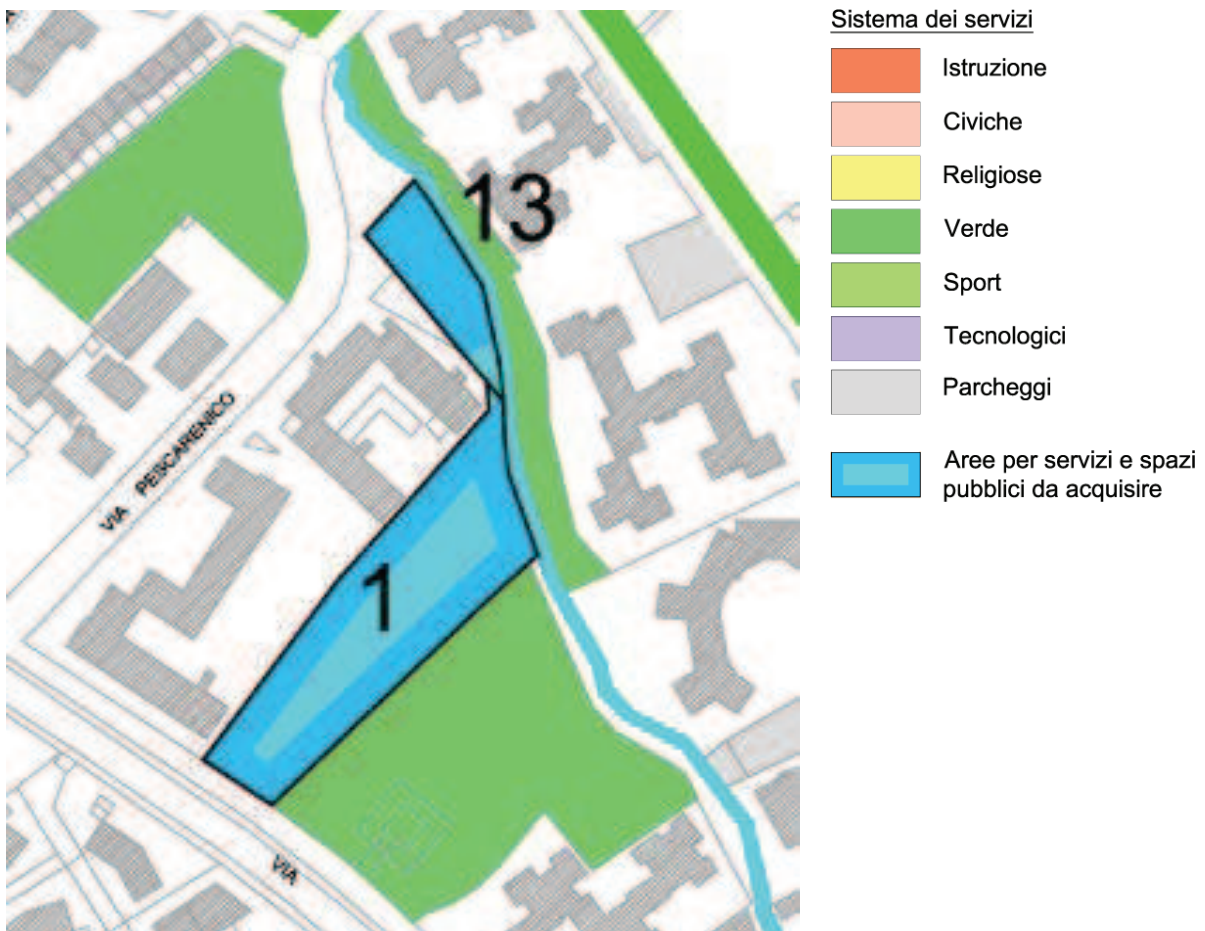 Sistema dei servizi
Istruzione
Civiche
Religiose
Verde
Sport
Tecnologici
Parcheggi
Aree per servizi e spazi
pubblici da acquisire
13
VIA PESCARENICO
1
VIA